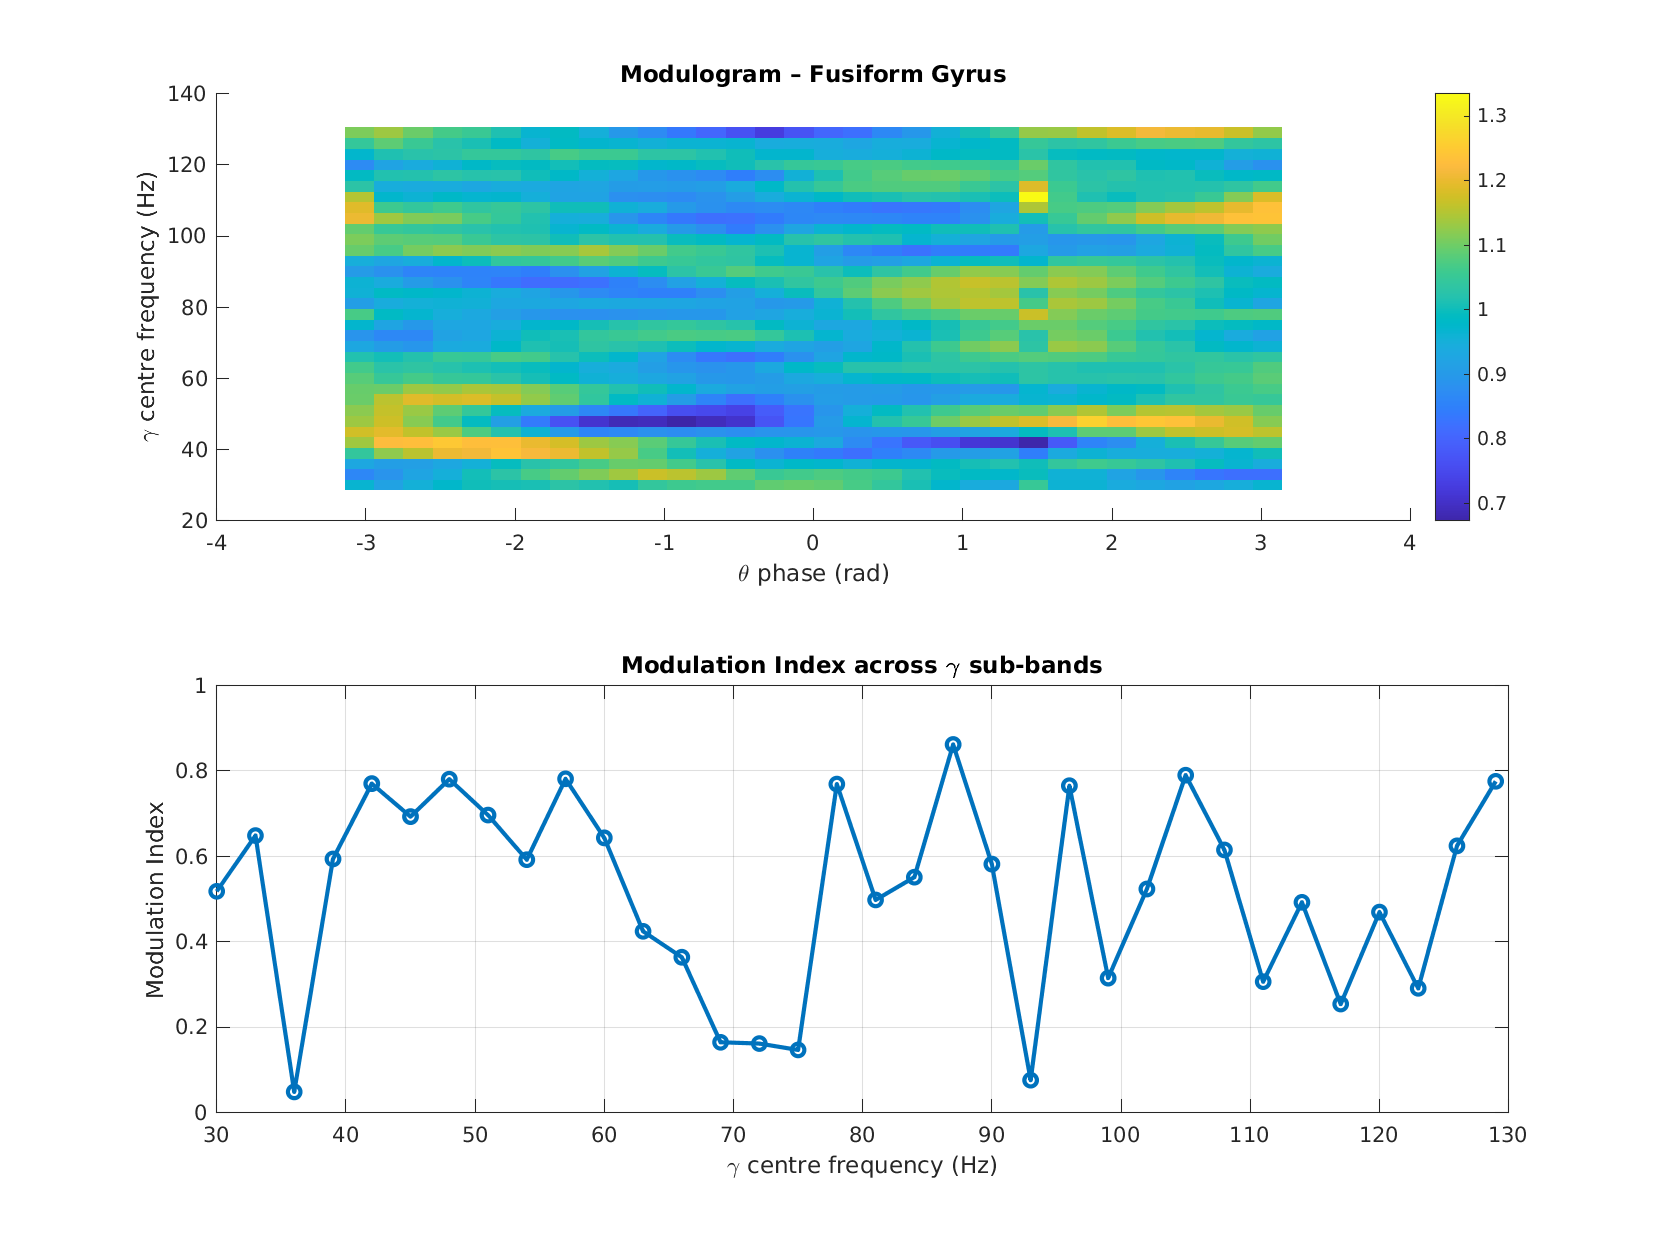 Modulogram – Fusiform Gyrus
140
120
100
80
60
40
20
γ centre frequency (Hz)
-4 -3 -2 -1 0 1 2 3 4
θ phase (rad)
1.3
1.2
1.1
1
0.9
0.8
0.7
Modulation Index across γ sub-bands
1
0.8
0.6
0.4
0.2
0
Modulation Index
30 40 50 60 70 80 90 100 110 120 130
γ centre frequency (Hz)